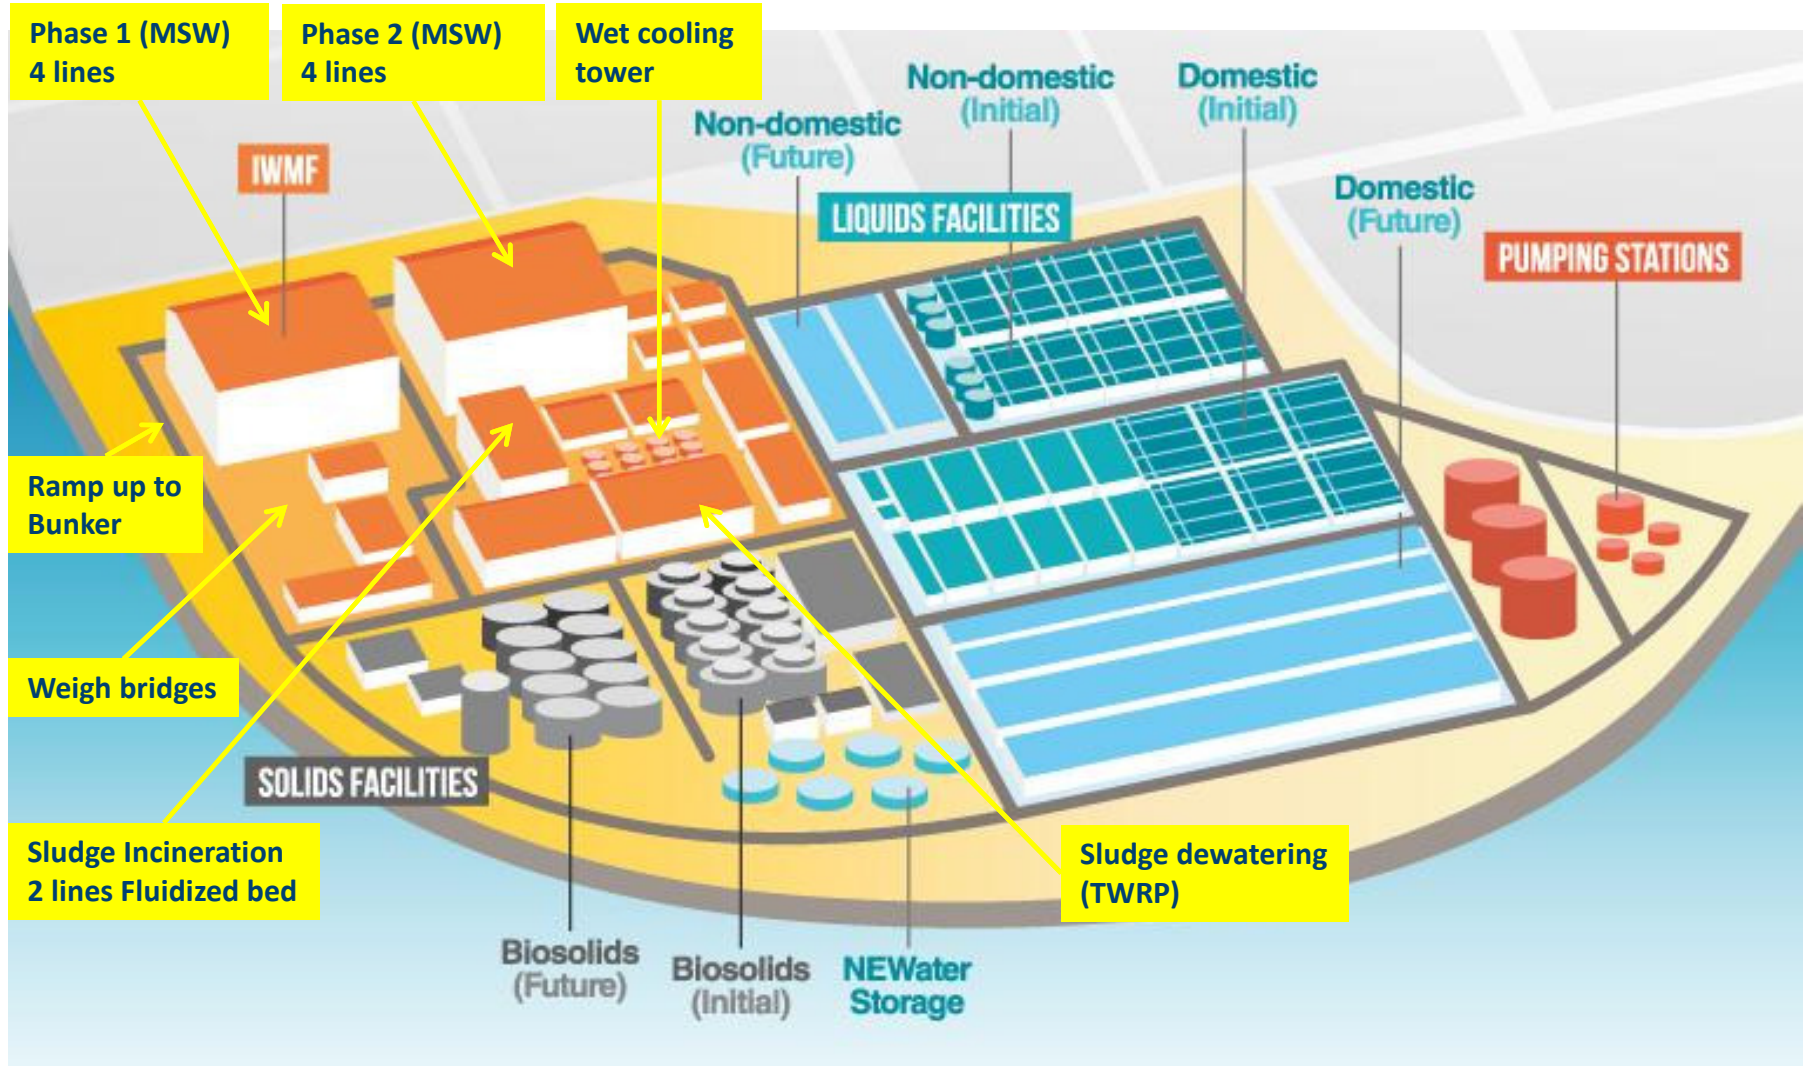 Phase 1 (MSW)
4 lines
Phase 2 (MSW)
4 lines
Wet cooling
tower
Non-domestic
(Future)
Non-domestic
(Initial)
Domestic
(Initial)
Domestic
(Future)
IWMF
LIQUIDS FACILITIES
PUMPING STATIONS
Ramp up to
Bunker
Weigh bridges
SOLIDS FACILITIES
Sludge Incineration
2 lines Fluidized bed
Sludge dewatering
(TWRP)
Biosolids
(Future)
Biosolids
(Initial)
NEWater
Storage